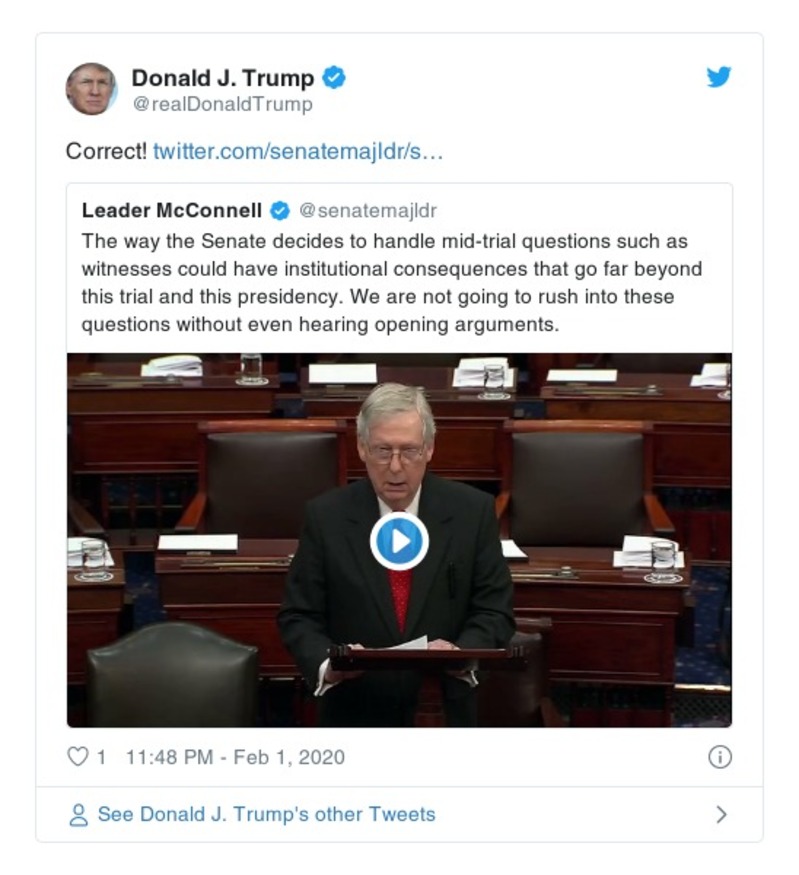 Donald J. Trump
@realDonaldTrump
Correct! twitter.com/senatemajldr/s…
Leader McConnell @senatemajldr
The way the Senate decides to handle mid-trial questions such as
witnesses could have institutional consequences that go far beyond
this trial and this presidency. We are not going to rush into these
questions without even hearing opening arguments.
1 11:48 PM - Feb 1, 2020
See Donald J. Trump's other Tweets